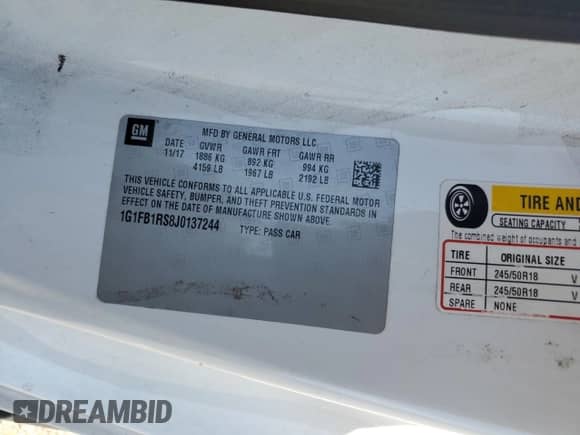 GM
MFD BY GENERAL MOTORS LLC.
DATE GVWR GAWR FRT GAWR RR
11/17 1886 KG 892 KG 994 KG
4159 LB 1967 LB 2192 LB
THIS VEHICLE CONFORMS TO ALL APPLICABLE U.S. FEDERAL MOTOR
VEHICLE SAFETY, BUMPER, AND THEFT PREVENTION STANDARDS IN
EFFECT ON THE DATE OF MANUFACTURE SHOWN ABOVE.
1G1FB1RS8J0137244 TYPE: PASS CAR
TIRE AND
SEATING CAPACITY
The combined weight of occupants and
TIRE ORIGINAL SIZE
FRONT 245/50R18 V
REAR 245/50R18 V
SPARE NONE
DREAMBID